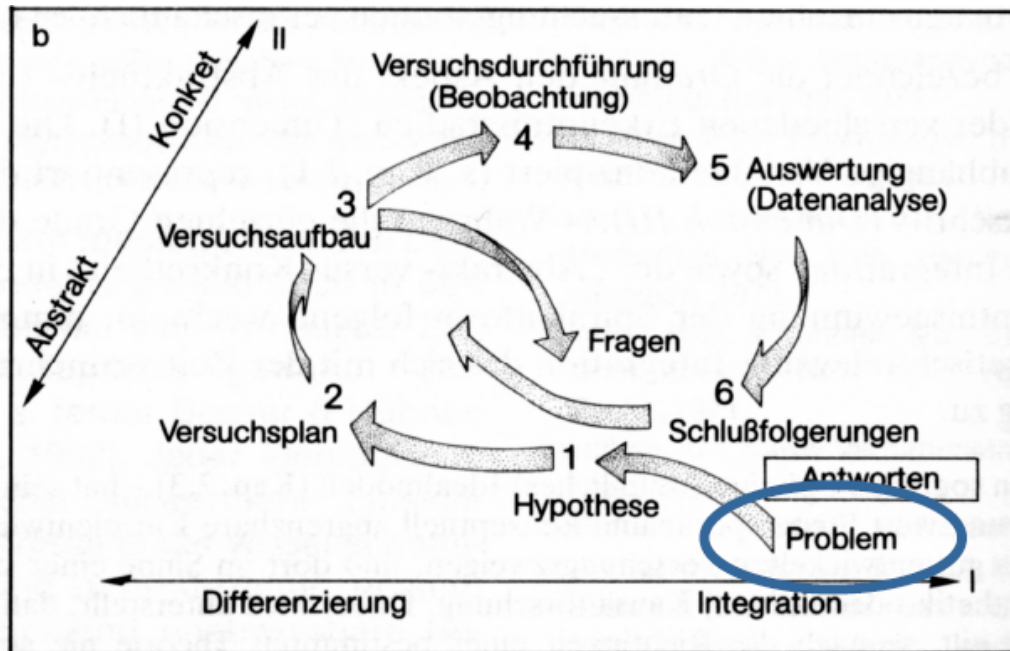 b
II
Konkret
Abstrakt
Versuchsdurchführung
(Beobachtung)
4
5
Auswertung
(Datenanalyse)
3
Versuchsaufbau
Fragen
2
Versuchsplan
6
Schlußfolgerungen
Antworten
1
Hypothese
Problem
Differenzierung
Integration
I